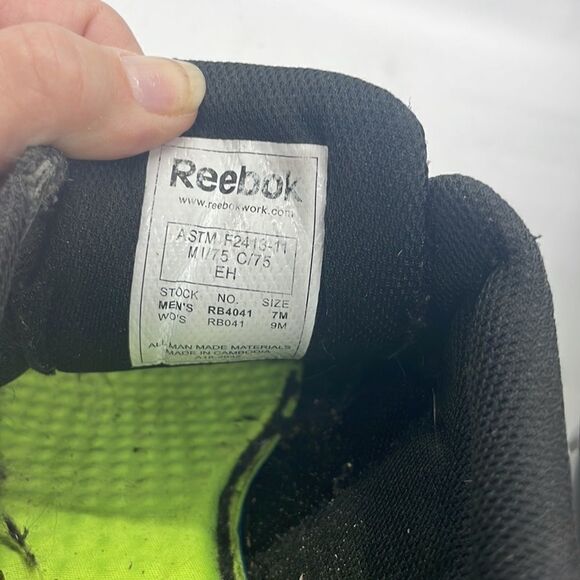 Reebok
www.reebokwork.com
ASTM F2413-11
M I/75 C/75
EH
STOCK NO. SIZE
MEN'S RB4041 7M
WO'S RB041 9M
ALL MAN MADE MATERIALS
MADE IN CAMBODIA